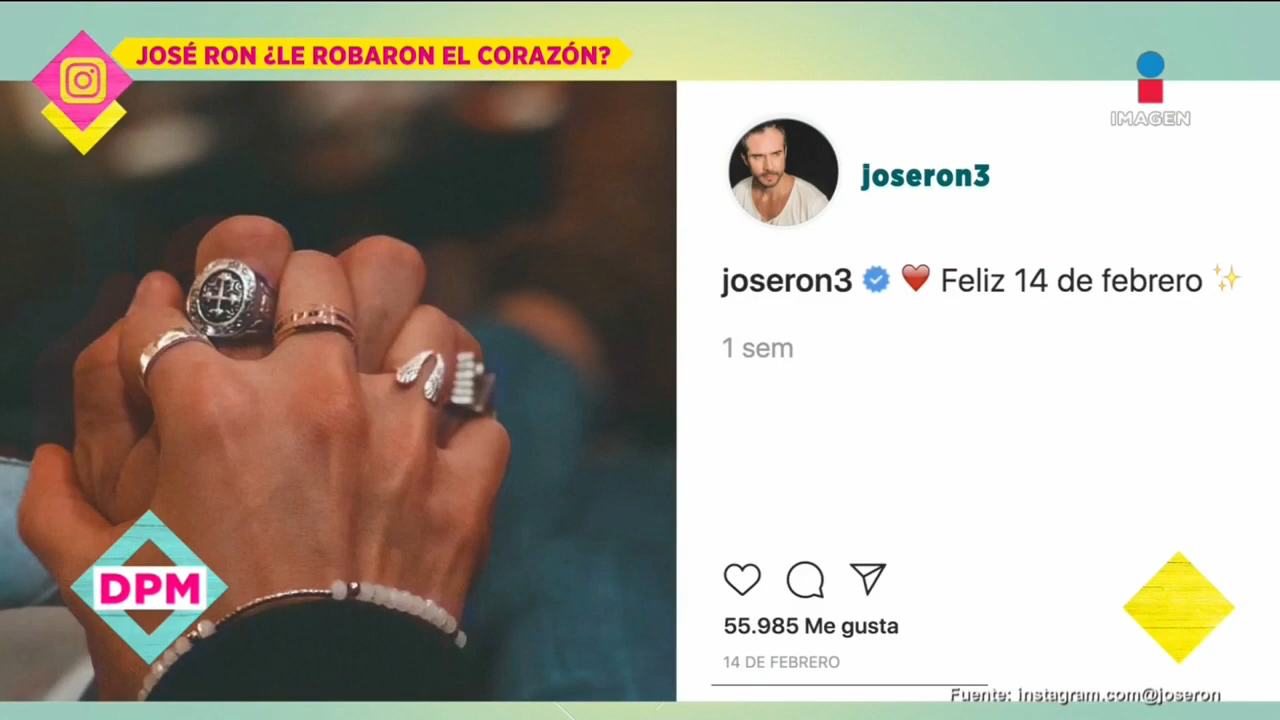 JOSÉ RON ¿LE ROBARON EL CORAZÓN?
IMAGEN
joseron3
joseron3 ❤️ Feliz 14 de febrero ✨
1 sem
DPM
55.985 Me gusta
14 DE FEBRERO
Fuente: instagram.com@joseron